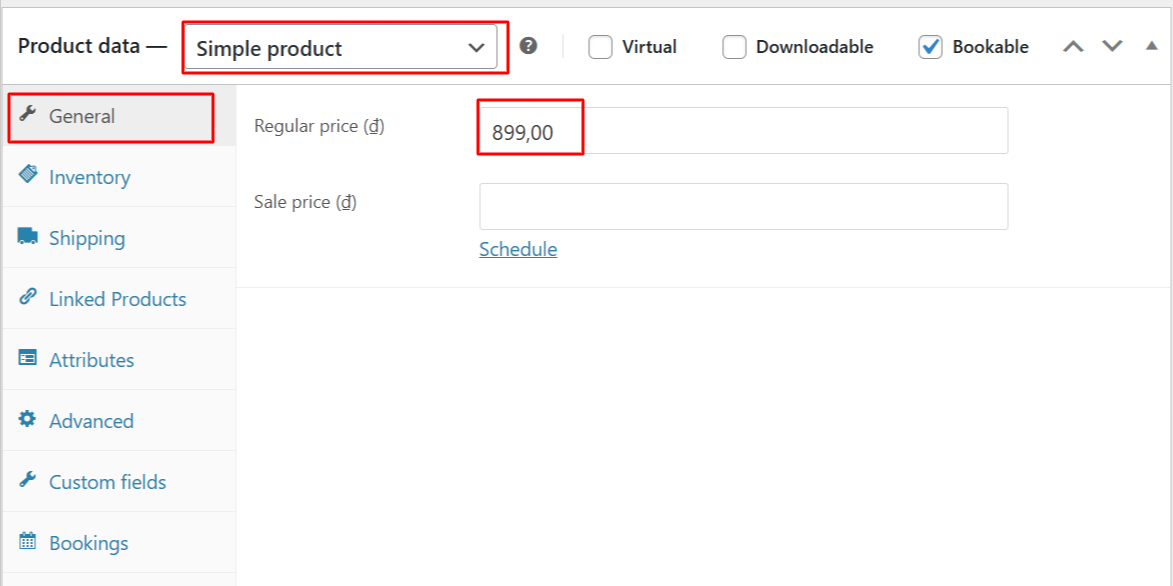 Product data — Simple product ? Virtual Downloadable Bookable
General
Regular price (₫) 899,00
Inventory
Sale price (₫)
Shipping
Schedule
Linked Products
Attributes
Advanced
Custom fields
Bookings